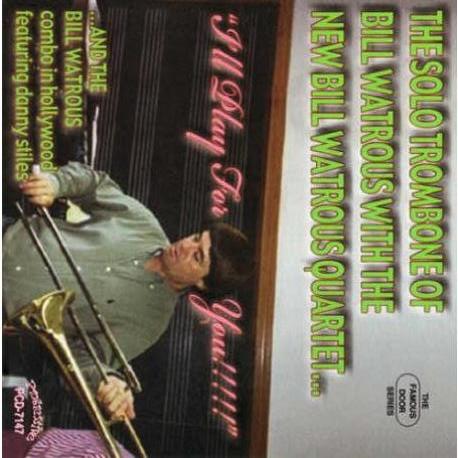 THE SOLO TROMBONE OF
BILL WATROUS WITH THE
NEW BILL WATROUS QUARTET...
THE
FAMOUS
DOOR
SERIES
"I'll Play For You!!!!!"
...AND THE
BILL WATROUS
combo in hollywood
featuring danny stiles
PCD-7147